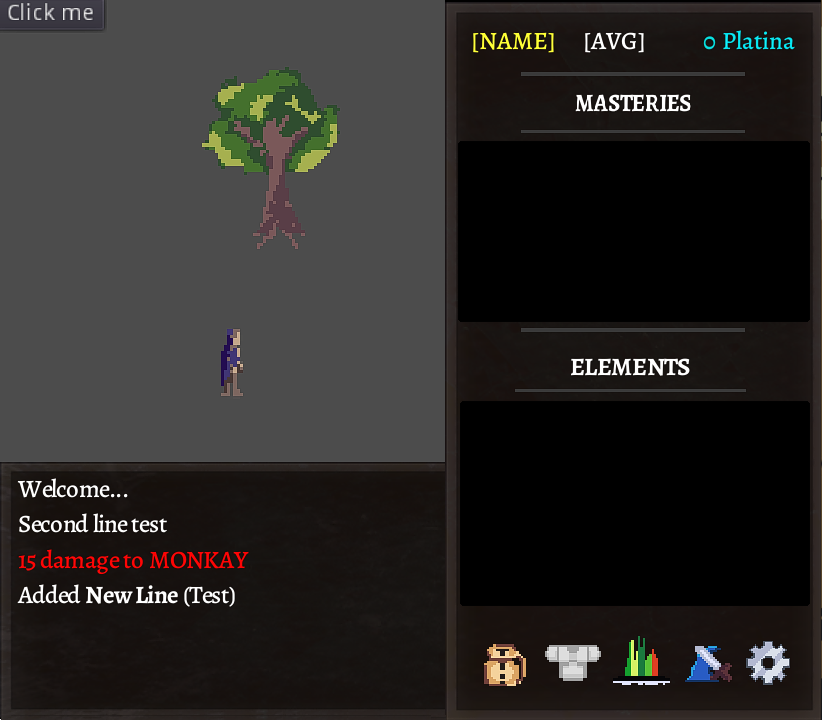 Click me
[NAME] [AVG] 0 Platina
MASTERIES
ELEMENTS
Welcome...
Second line test
15 damage to MONKAY
Added New Line (Test)